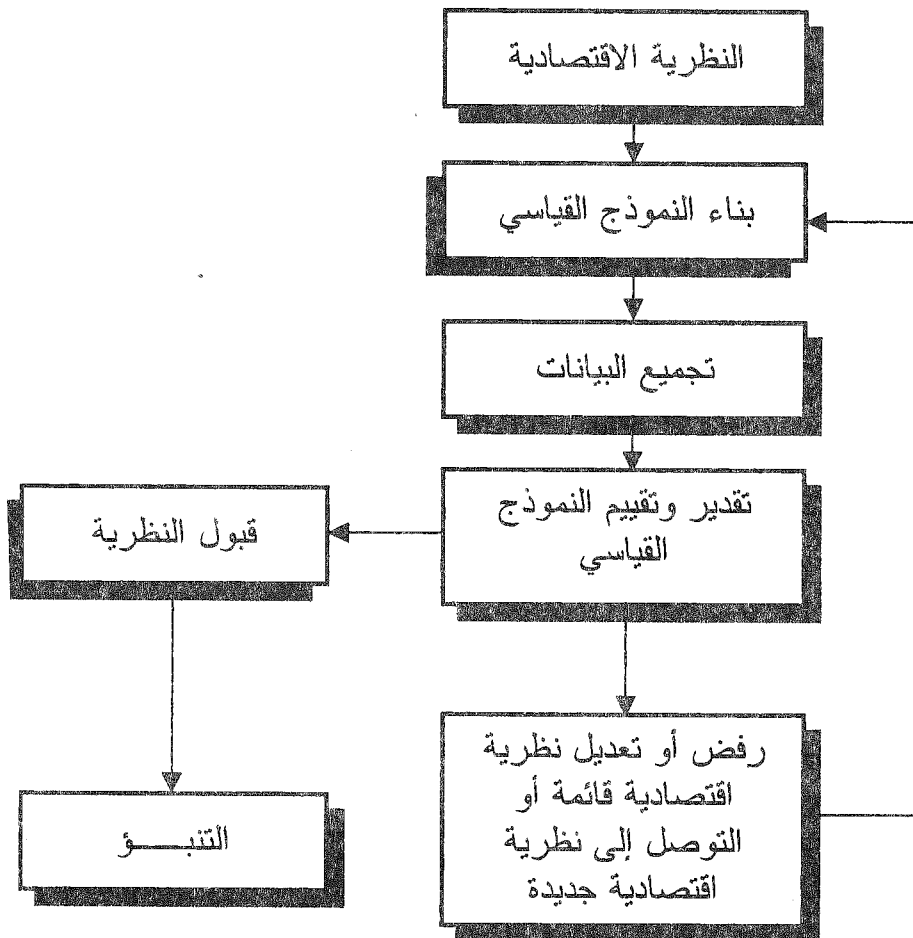 النظرية الاقتصادية
بناء النموذج القياسي
تجميع البيانات
تقدير وتقييم النموذج
القياسي
قبول النظرية
رفض أو تعديل نظرية
اقتصادية قائمة أو
التوصل إلى نظرية
اقتصادية جديدة
التنبـــــؤ